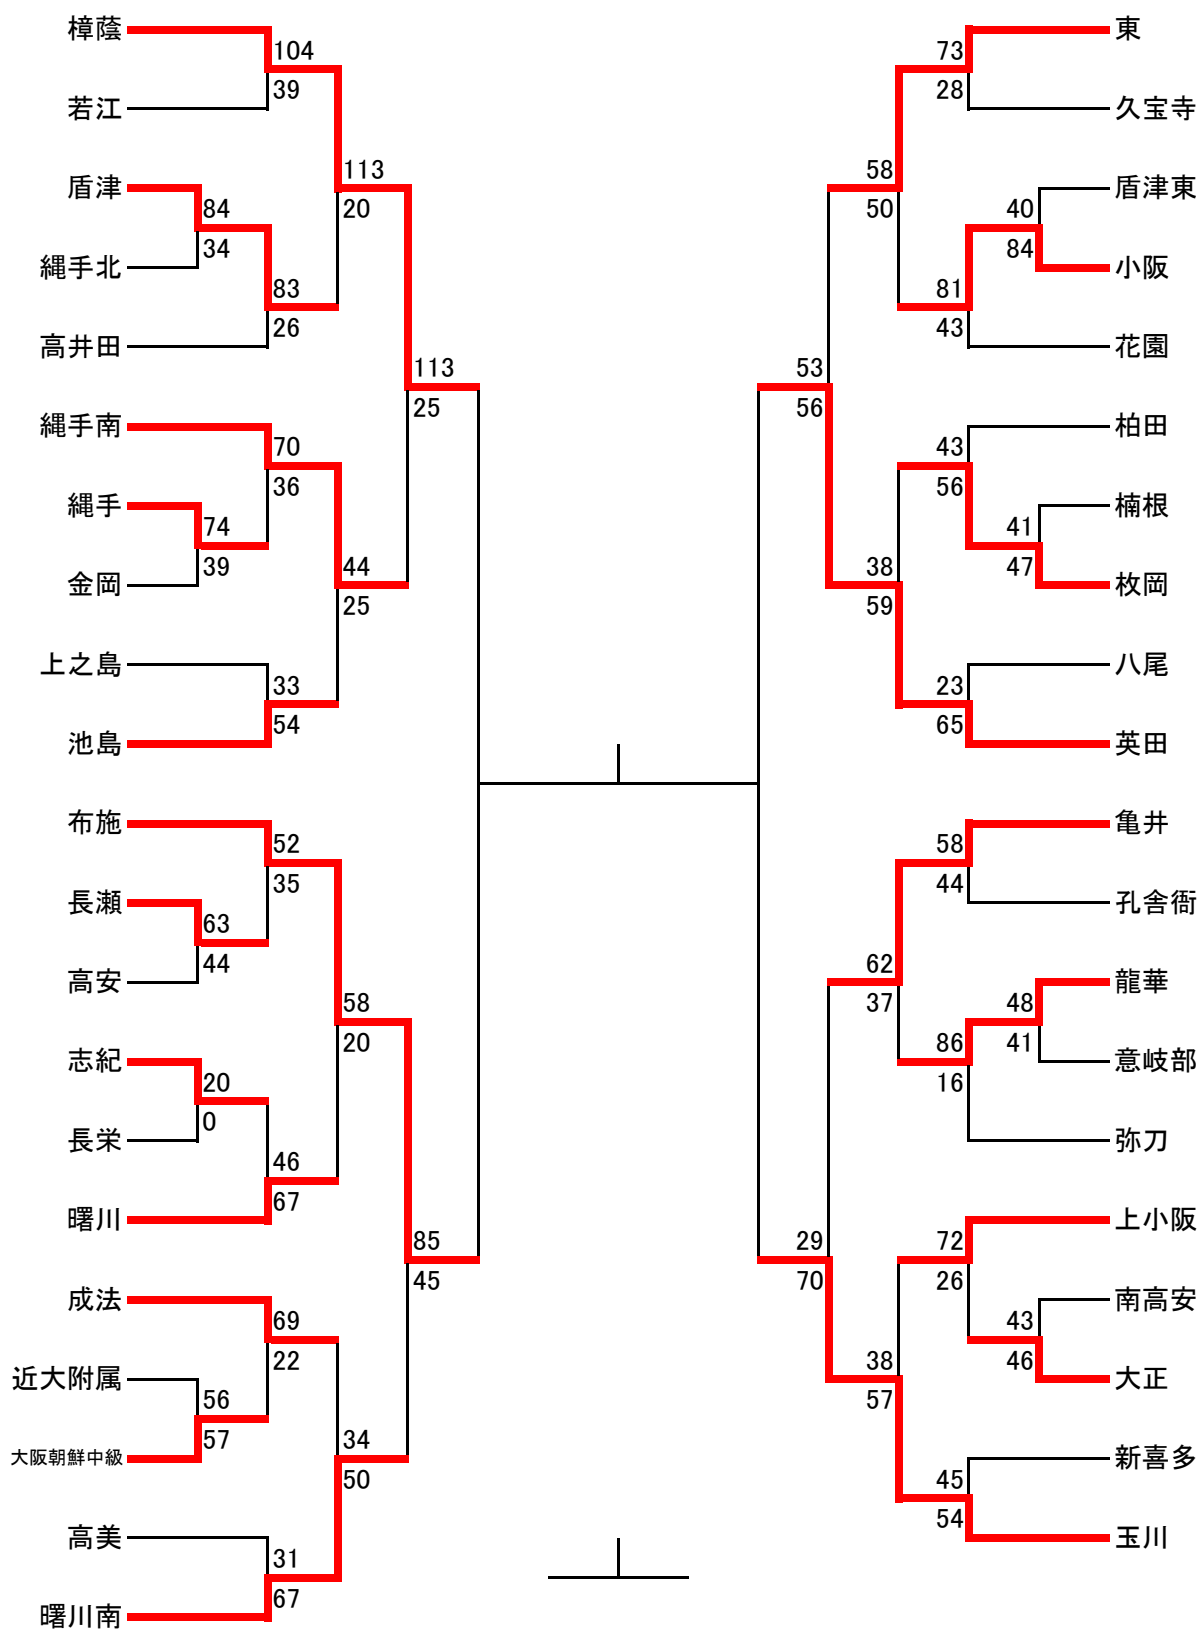 樟蔭
104
39
若江
113
20
盾津
84
34
縄手北
83
26
高井田
113
25
縄手南
70
36
縄手
74
39
金岡
44
25
上之島
33
54
池島
布施
52
35
長瀬
63
44
高安
58
20
志紀
20
0
長栄
46
67
曙川
85
45
成法
69
22
近大附属
56
57
大阪朝鮮中級
34
50
高美
31
67
曙川南
東
73
28
久宝寺
58
50
盾津東
40
84
小阪
81
43
花園
53
56
柏田
43
56
楠根
41
47
枚岡
38
59
八尾
23
65
英田
亀井
58
44
孔舎衙
62
37
龍華
48
41
意岐部
86
16
弥刀
29
70
上小阪
72
26
南高安
43
46
大正
38
57
新喜多
45
54
玉川